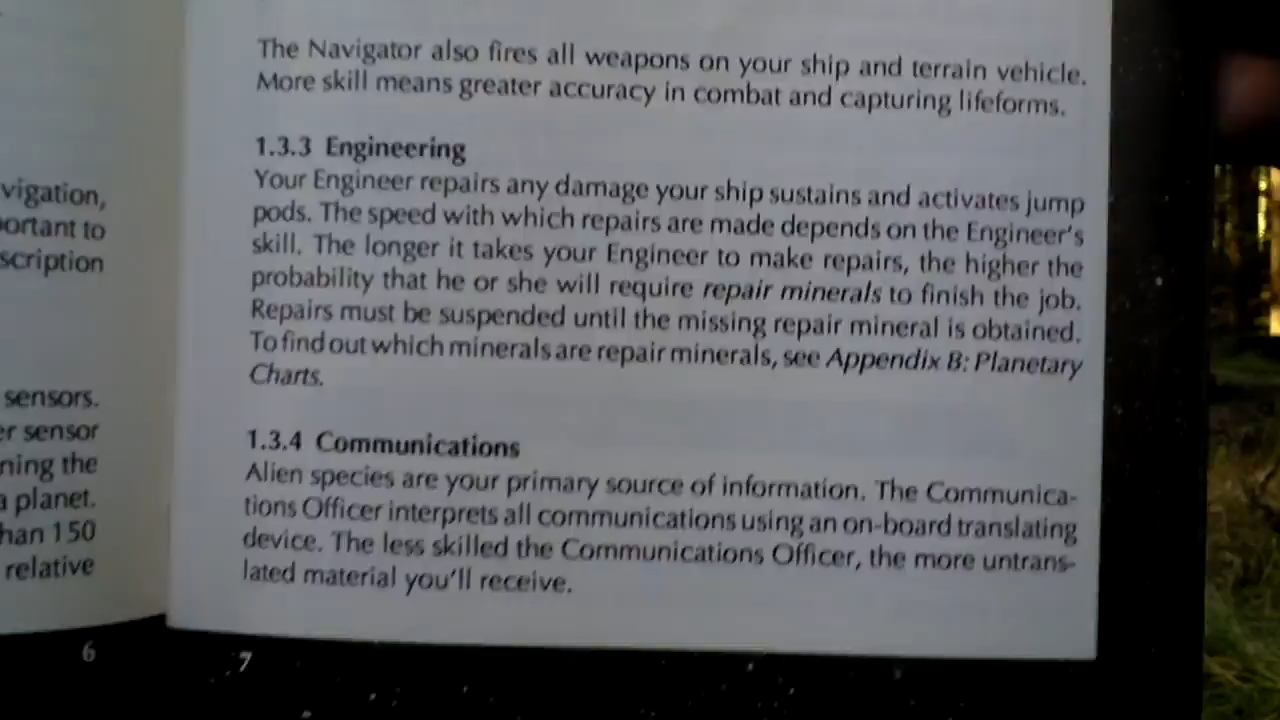 vigation,
ortant to
scription
sensors.
er sensor
ning the
a planet.
han 150
relative
6
The Navigator also fires all weapons on your ship and terrain vehicle.
More skill means greater accuracy in combat and capturing lifeforms.
1.3.3 Engineering
Your Engineer repairs any damage your ship sustains and activates jump
pods. The speed with which repairs are made depends on the Engineer's
skill. The longer it takes your Engineer to make repairs, the higher the
probability that he or she will require repair minerals to finish the job.
Repairs must be suspended until the missing repair mineral is obtained.
To find out which minerals are repair minerals, see Appendix B: Planetary
Charts.
1.3.4 Communications
Alien species are your primary source of information. The Communica-
tions Officer interprets all communications using an on-board translating
device. The less skilled the Communications Officer, the more untrans-
lated material you'll receive.
7